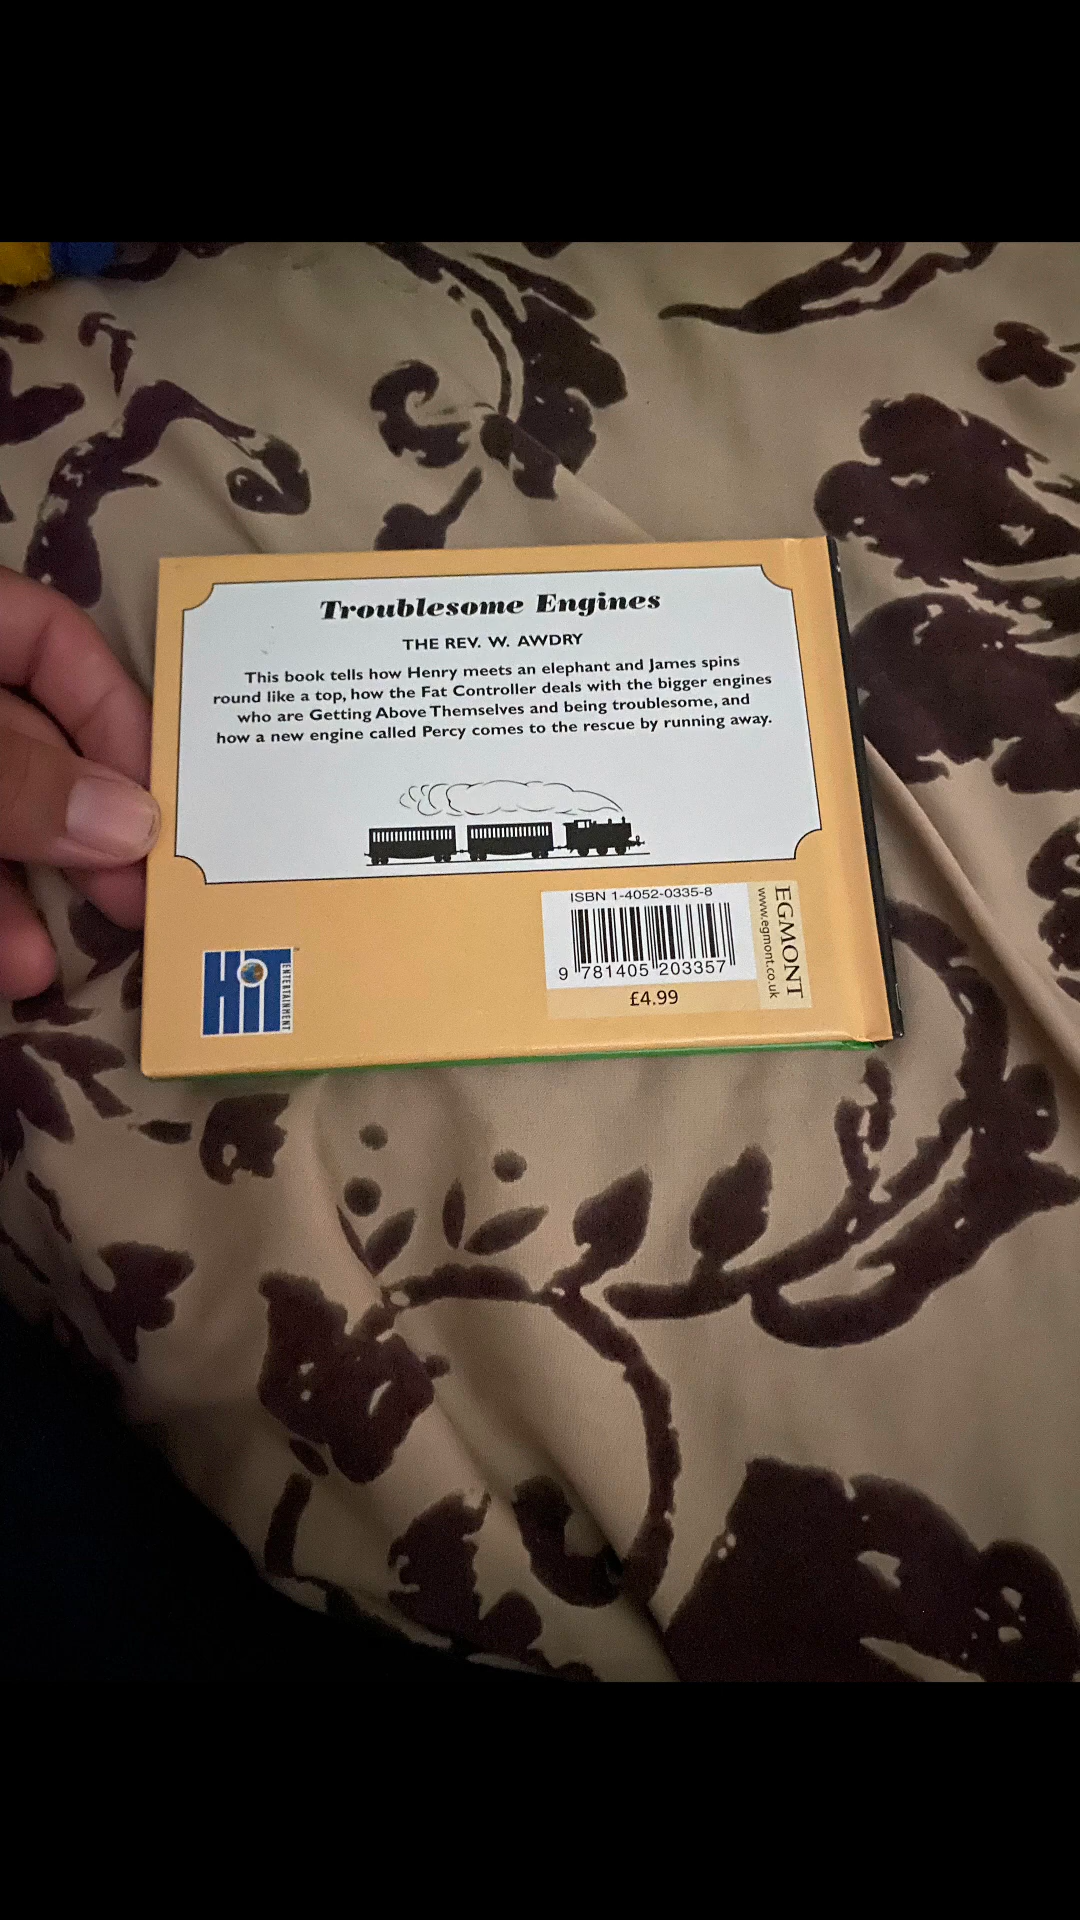 Troublesome Engines
THE REV. W. AWDRY
This book tells how Henry meets an elephant and James spins
round like a top, how the Fat Controller deals with the bigger engines
who are Getting Above Themselves and being troublesome, and
how a new engine called Percy comes to the rescue by running away.
ISBN 1-4052-0335-8
9 781405 203357
£4.99
EGMONT
www.egmont.co.uk
HiT
ENTERTAINMENT